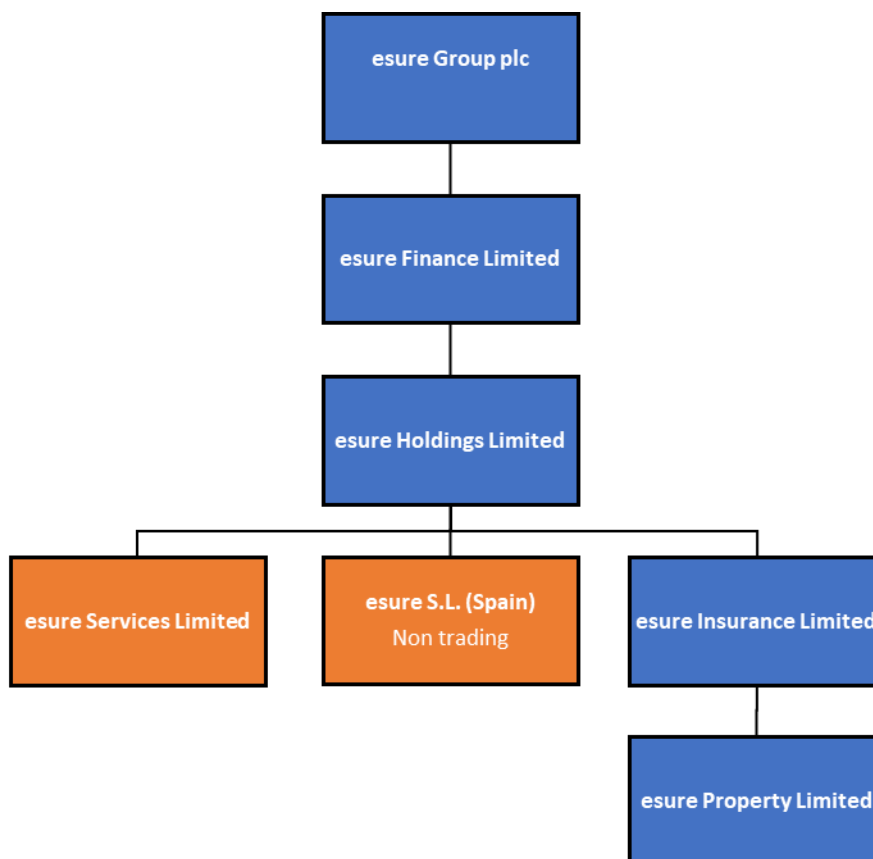 esure Group plc
esure Finance Limited
esure Holdings Limited
esure Services Limited
esure S.L. (Spain)
Non trading
esure Insurance Limited
esure Property Limited